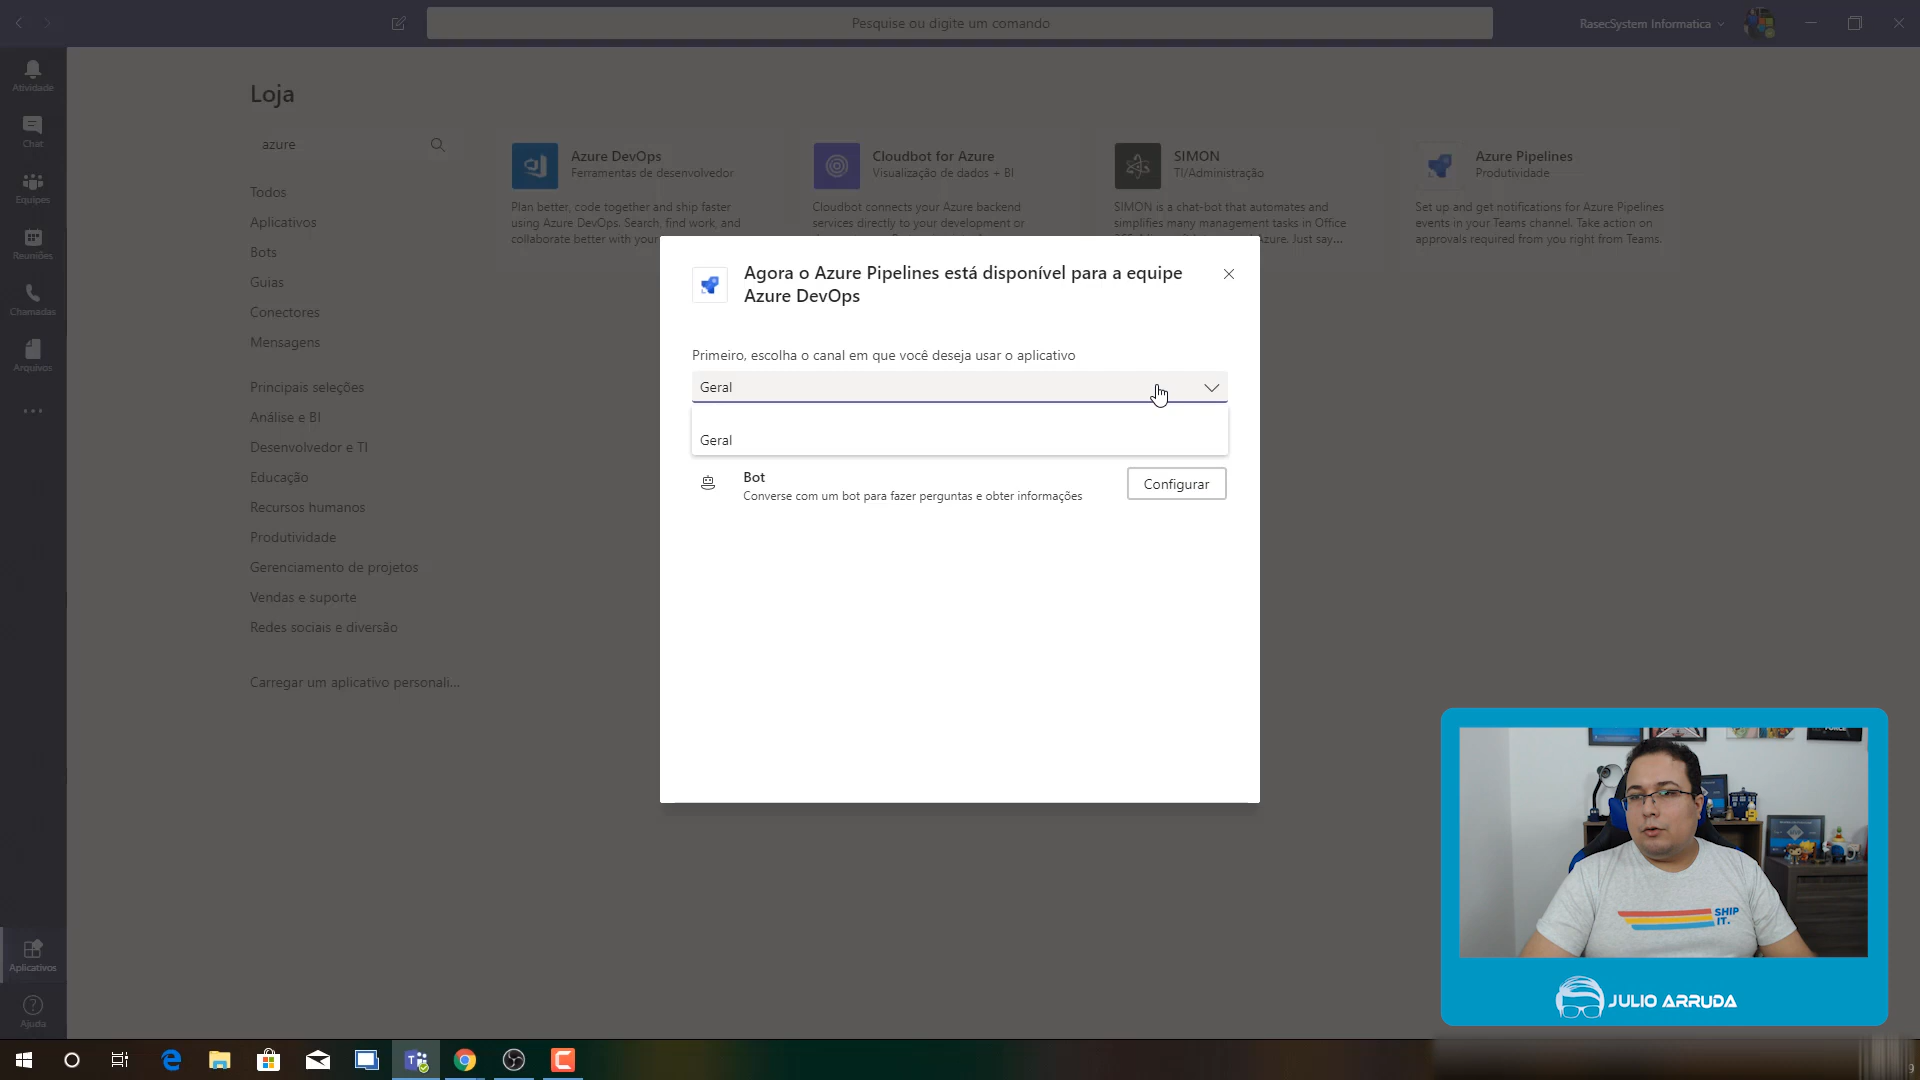 Pesquise ou digite um comando
RasecSystem Informatica
Atividade
Chat
Equipes
Reuniões
Chamadas
Arquivos
Aplicativos
Ajuda
Loja
azure
Todos
Aplicativos
Bots
Guias
Conectores
Mensagens
Principais seleções
Análise e BI
Desenvolvedor e TI
Educação
Recursos humanos
Produtividade
Gerenciamento de projetos
Vendas e suporte
Redes sociais e diversão
Carregar um aplicativo personali...
Azure DevOps
Ferramentas de desenvolvedor
Plan better, code together and ship faster
using Azure DevOps. Search, find work, and
collaborate better with your
Cloudbot for Azure
Visualização de dados + BI
Cloudbot connects your Azure backend
services directly to your development or
SIMON
TI/Administração
SIMON is a chat-bot that automates and
simplifies many management tasks in Office
Azure. Just say...
Azure Pipelines
Produtividade
Set up and get notifications for Azure Pipelines
events in your Teams channel. Take action on
approvals required from you right from Teams.
Agora o Azure Pipelines está disponível para a equipe
Azure DevOps
Primeiro, escolha o canal em que você deseja usar o aplicativo
Geral
Geral
Bot
Converse com um bot para fazer perguntas e obter informações
Configurar
SHIP
IT.
JULIO ARRUDA